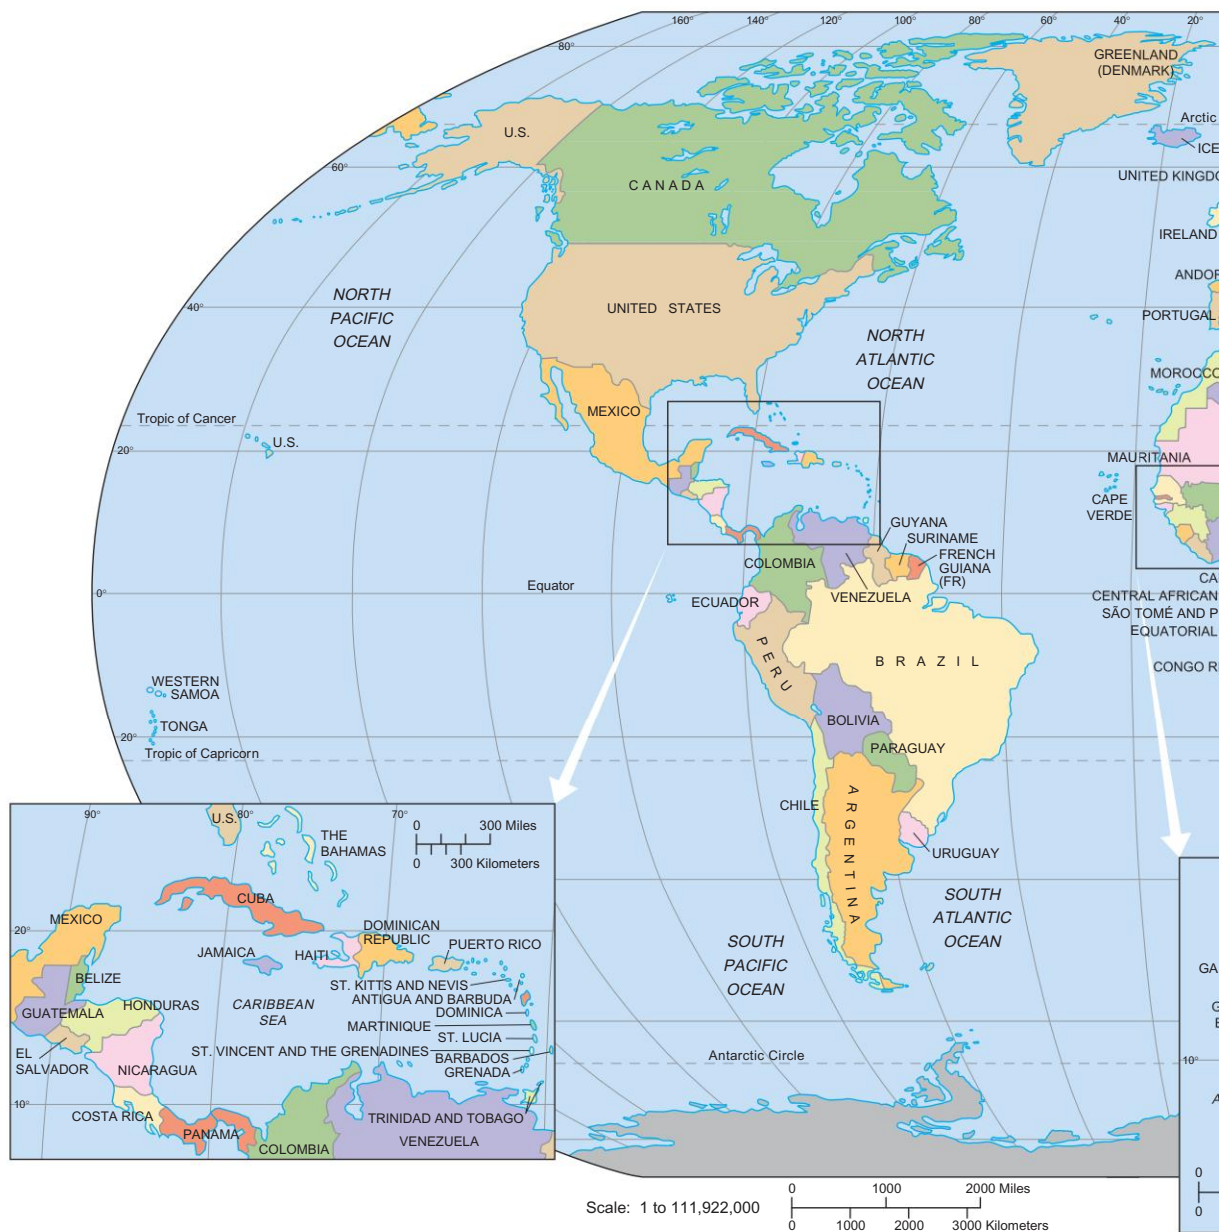 160° 140° 120° 100° 80° 60° 40° 20°
80°
GREENLAND
(DENMARK)
U.S.
Arctic
ICE
60°
CANADA
UNITED KINGDO
IRELAND
NORTH
PACIFIC
OCEAN
ANDOR
40°
UNITED STATES
PORTUGAL
NORTH
ATLANTIC
OCEAN
MOROCCO
MEXICO
Tropic of Cancer
U.S.
20°
MAURITANIA
CAPE
VERDE
GUYANA
SURINAME
FRENCH
GUIANA
(FR)
COLOMBIA
VENEZUELA
Equator
0°
ECUADOR
CA
CENTRAL AFRICAN
SÃO TOMÉ AND P
EQUATORIAL
CONGO RE
PERU
BRAZIL
WESTERN
SAMOA
TONGA
BOLIVIA
20°
Tropic of Capricorn
PARAGUAY
CHILE
ARGENTINA
URUGUAY
SOUTH
ATLANTIC
OCEAN
SOUTH
PACIFIC
OCEAN
Antarctic Circle
90° 80° 70°
U.S.
THE
BAHAMAS
0 300 Miles
0 300 Kilometers
CUBA
MEXICO
20°
DOMINICAN
REPUBLIC
PUERTO RICO
JAMAICA
HAITI
BELIZE
ST. KITTS AND NEVIS
ANTIGUA AND BARBUDA
HONDURAS
CARIBBEAN
SEA
GUATEMALA
DOMINICA
MARTINIQUE
ST. LUCIA
ST. VINCENT AND THE GRENADINES
BARBADOS
GRENADA
EL
SALVADOR
NICARAGUA
10°
COSTA RICA
TRINIDAD AND TOBAGO
PANAMA
COLOMBIA
VENEZUELA
GA
10°
0
0
Scale: 1 to 111,922,000
0 1000 2000 Miles
0 1000 2000 3000 Kilometers